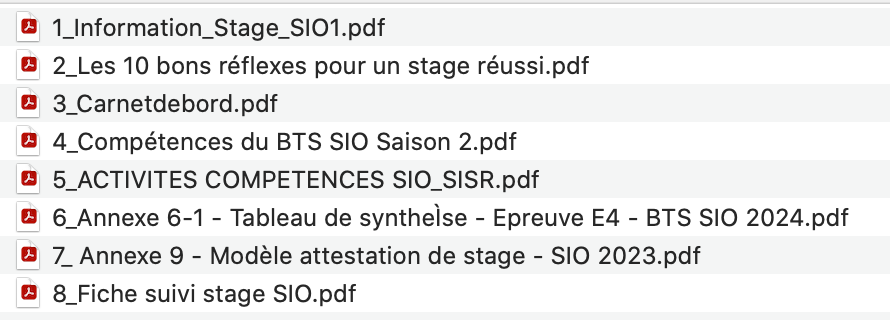 1_Information_Stage_SIO1.pdf
2_Les 10 bons réflexes pour un stage réussi.pdf
3_Carnetdebord.pdf
4_Compétences du BTS SIO Saison 2.pdf
5_ACTIVITES COMPETENCES SIO_SISR.pdf
6_Annexe 6-1 - Tableau de syntheÌse - Epreuve E4 - BTS SIO 2024.pdf
7_ Annexe 9 - Modèle attestation de stage - SIO 2023.pdf
8_Fiche suivi stage SIO.pdf